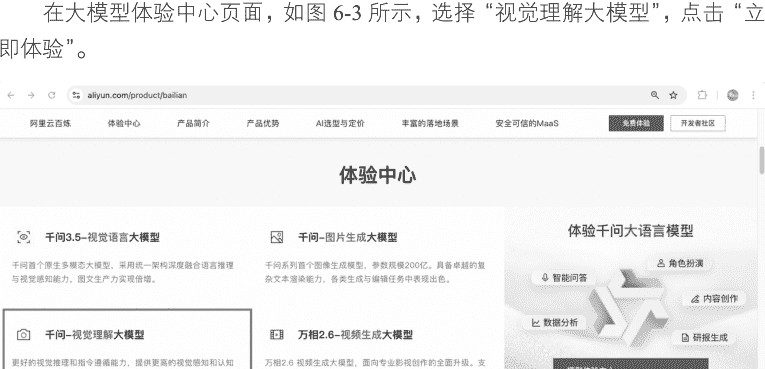 在大模型体验中心页面，如图 6-3 所示，选择“视觉理解大模型”，点击“立
即体验”。
aliyun.com/product/bailian
阿里云百炼 体验中心 产品简介 产品优势 AI选型与定价 丰富的落地场景 安全可信的MaaS 免费体验 开发者社区
体验中心
千问3.5-视觉语言大模型
千问首个原生多模态大模型，采用统一架构深度融合语言推理
与视觉感知能力，图文生产力实现倍增。
千问-图片生成大模型
千问系列首个图像生成模型，参数规模200亿。具备卓越的复
杂文本渲染能力，各类生成与编辑任务中表现出色。
体验千问大语言模型
角色扮演
智能问答
内容创作
数据分析
研报生成
千问-视觉理解大模型
更好的视觉推理和指令遵循能力，提供更高的视觉感知和认知
万相2.6-视频生成大模型
万相2.6 视频生成大模型，面向专业影视创作的全面升级。支